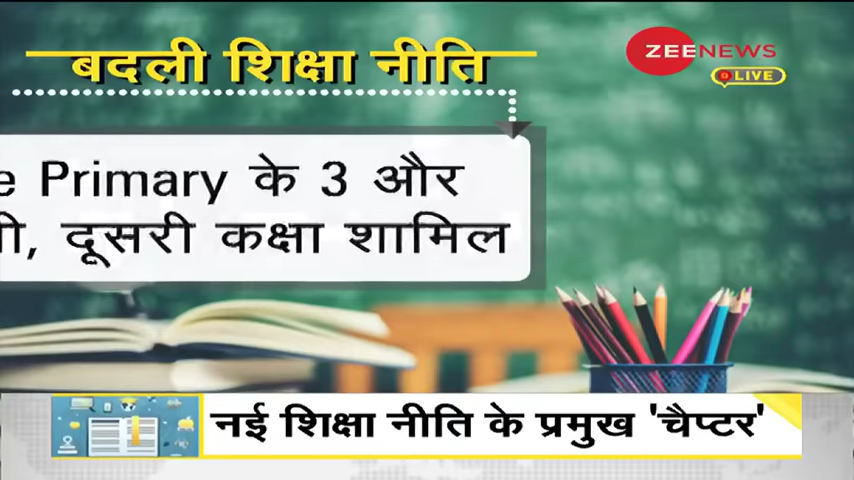 बदली शिक्षा नीति
ZEENEWS
LIVE
Primary के 3 और
दूसरी कक्षा शामिल
नई शिक्षा नीति के प्रमुख 'चैप्टर'